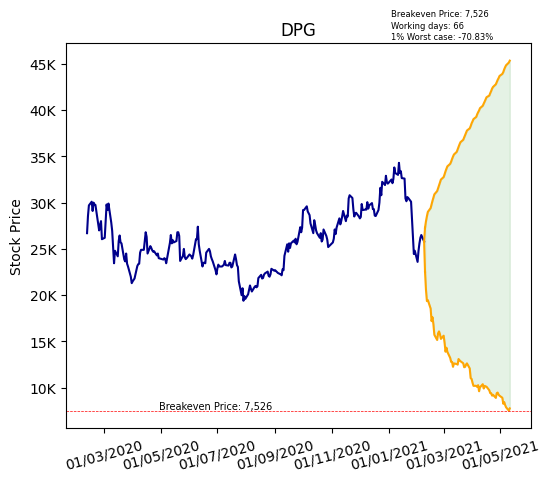 Breakeven Price: 7,526
Working days: 66
1% Worst case: -70.83%
DPG
Stock Price
45K
40K
35K
30K
25K
20K
15K
10K
Breakeven Price: 7,526
01/03/2020
01/05/2020
01/07/2020
01/09/2020
01/11/2020
01/01/2021
01/03/2021
01/05/2021